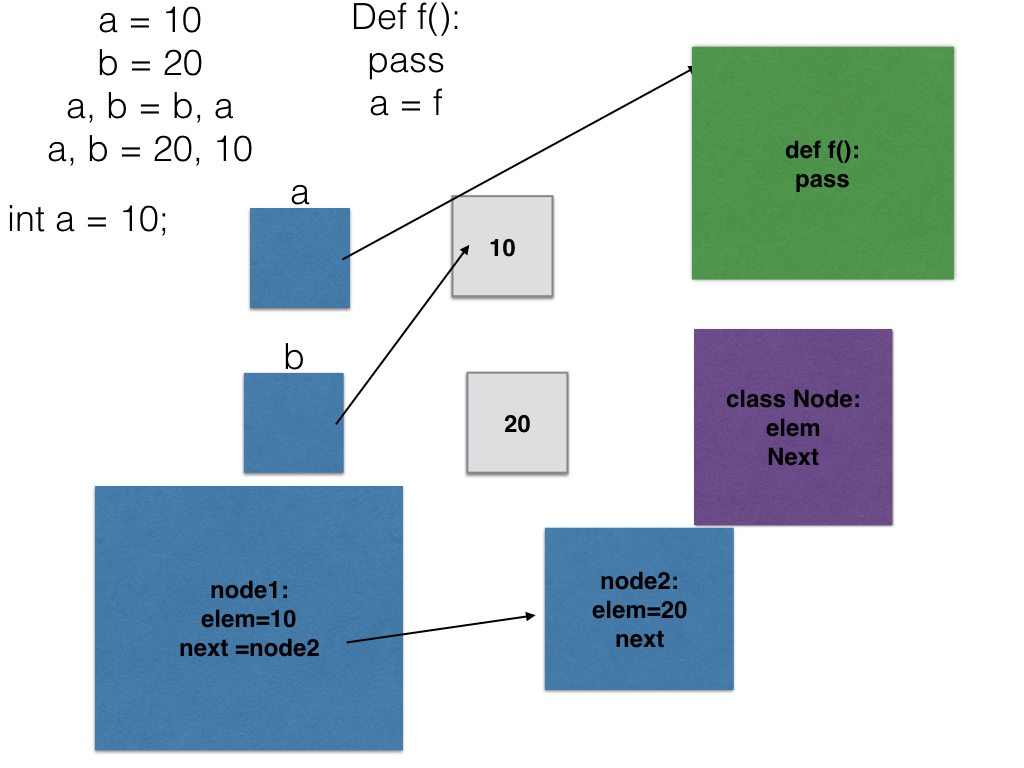 a = 10
b = 20
a, b = b, a
a, b = 20, 10
Def f():
pass
a = f
int a = 10;
a
10
def f():
pass
b
20
class Node:
elem
Next
node1:
elem=10
next =node2
node2:
elem=20
next